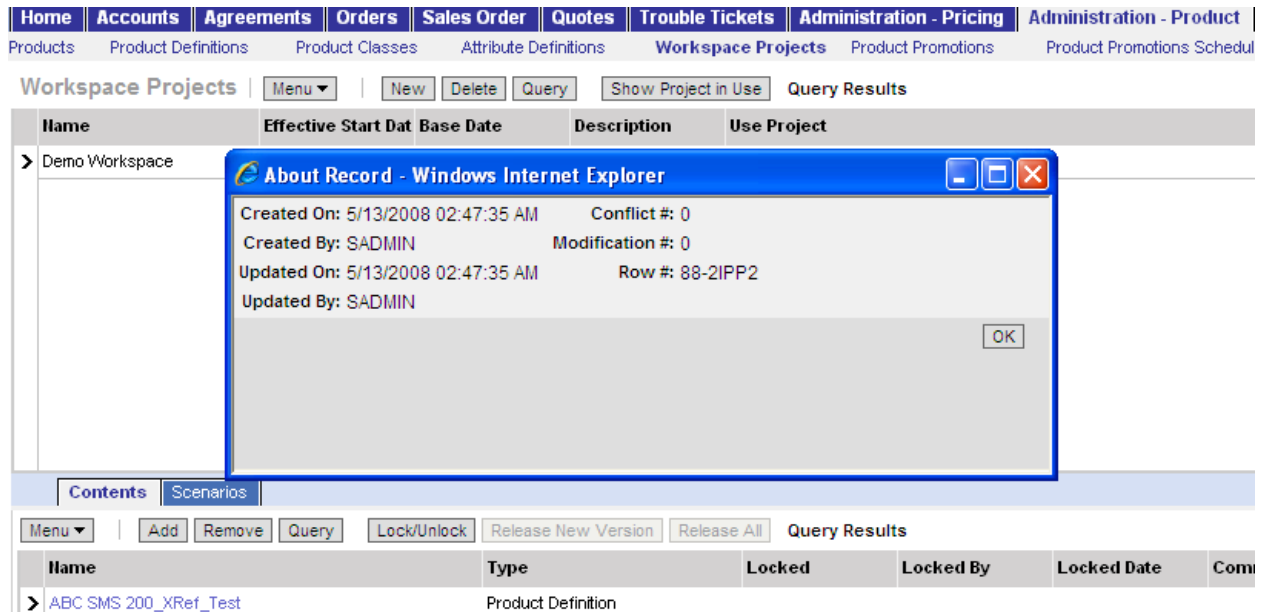 Home Accounts Agreements Orders Sales Order Quotes Trouble Tickets Administration - Pricing Administration - Product
Products Product Definitions Product Classes Attribute Definitions Workspace Projects Product Promotions Product Promotions Schedul
Workspace Projects Menu New Delete Query Show Project in Use Query Results
Name Effective Start Dat Base Date Description Use Project
Demo Workspace
About Record - Windows Internet Explorer
Created On: 5/13/2008 02:47:35 AM Conflict #: 0
Created By: SADMIN Modification #: 0
Updated On: 5/13/2008 02:47:35 AM Row #: 88-2IPP2
Updated By: SADMIN
OK
Contents Scenarios
Menu Add Remove Query Lock/Unlock Release New Version Release All Query Results
Name Type Locked Locked By Locked Date Com
ABC SMS 200_XRef_Test Product Definition